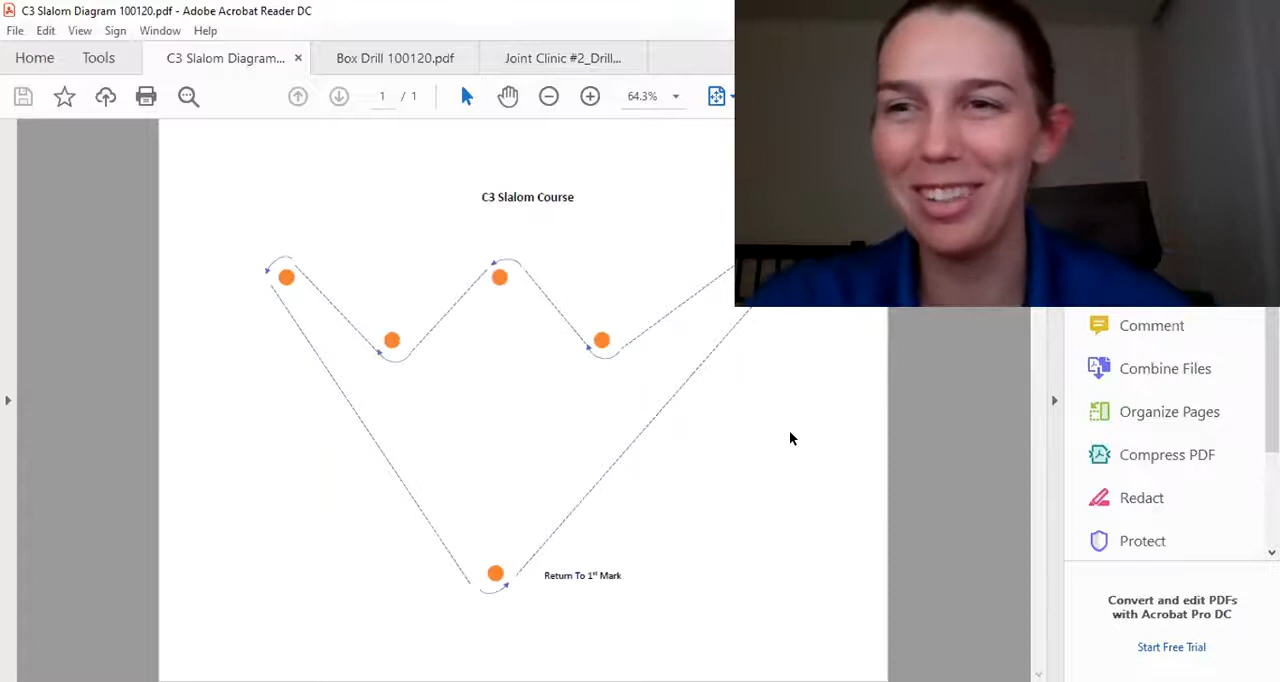 C3 Slalom Diagram 100120.pdf - Adobe Acrobat Reader DC
File Edit View Sign Window Help
Home Tools C3 Slalom Diagram... × Box Drill 100120.pdf Joint Clinic #2_Drill...
1 / 1 64.3%
C3 Slalom Course
Return To 1st Mark
Comment
Combine Files
Organize Pages
Compress PDF
Redact
Protect
Convert and edit PDFs
with Acrobat Pro DC
Start Free Trial